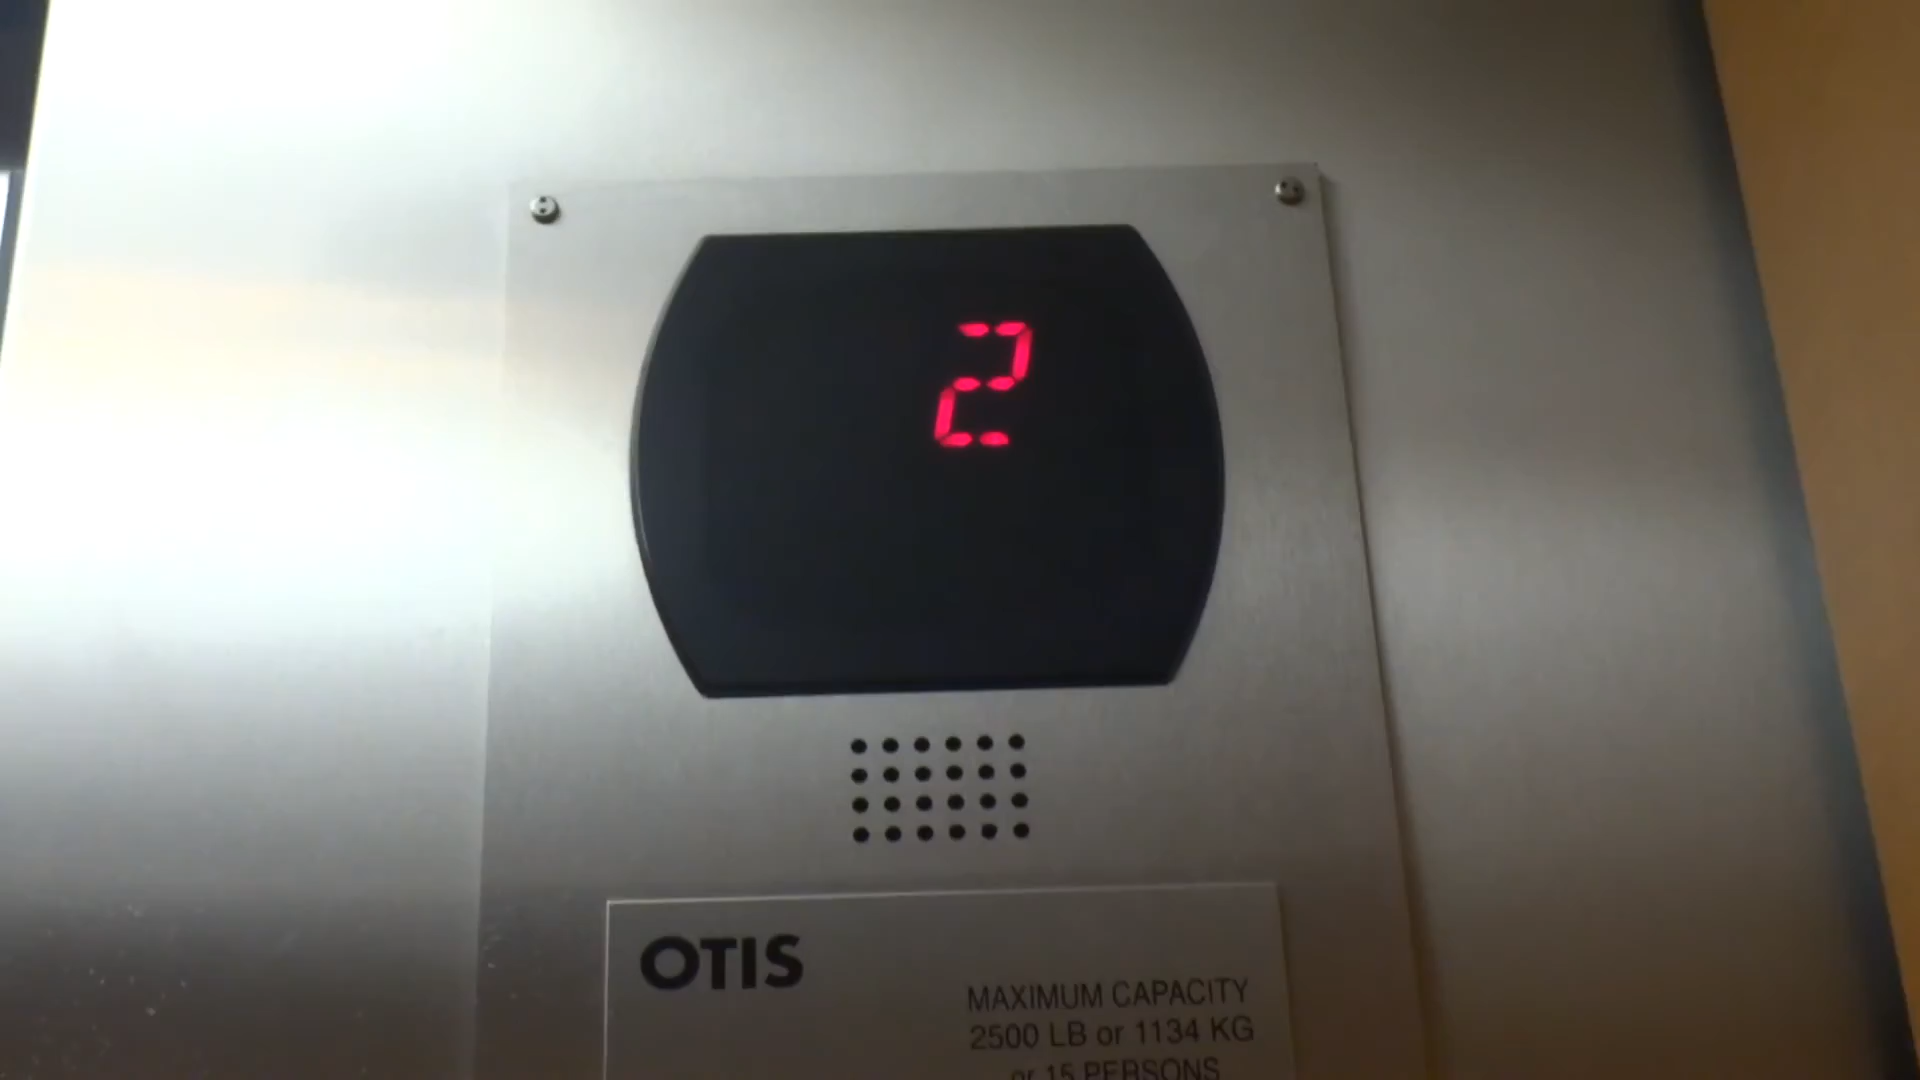 2
OTIS
MAXIMUM CAPACITY
2500 LB or 1134 KG
or 15 PERSONS